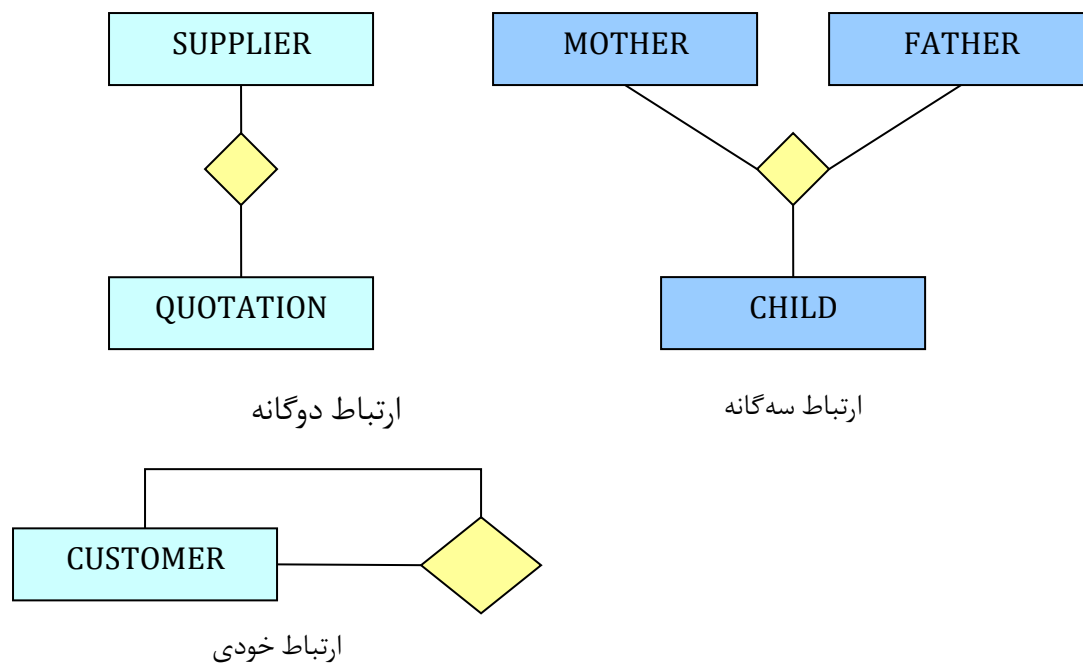 SUPPLIER
MOTHER
FATHER
QUOTATION
CHILD
ارتباط دوگانه
ارتباط سه‌گانه
CUSTOMER
ارتباط خودی